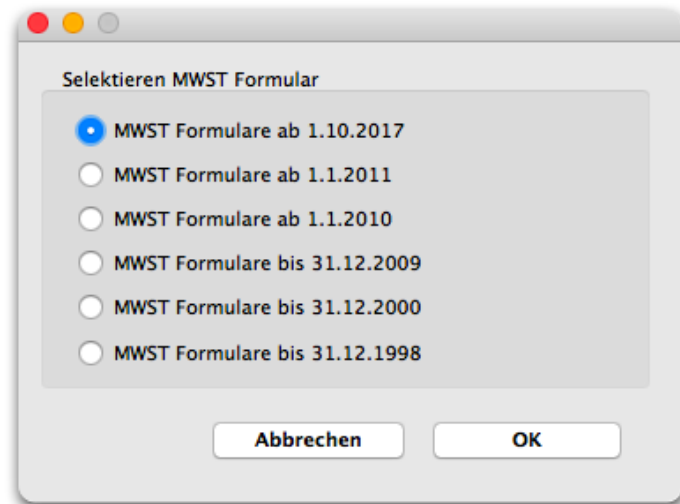 Selektieren MWST Formular
MWST Formulare ab 1.10.2017
MWST Formulare ab 1.1.2011
MWST Formulare ab 1.1.2010
MWST Formulare bis 31.12.2009
MWST Formulare bis 31.12.2000
MWST Formulare bis 31.12.1998
Abbrechen OK